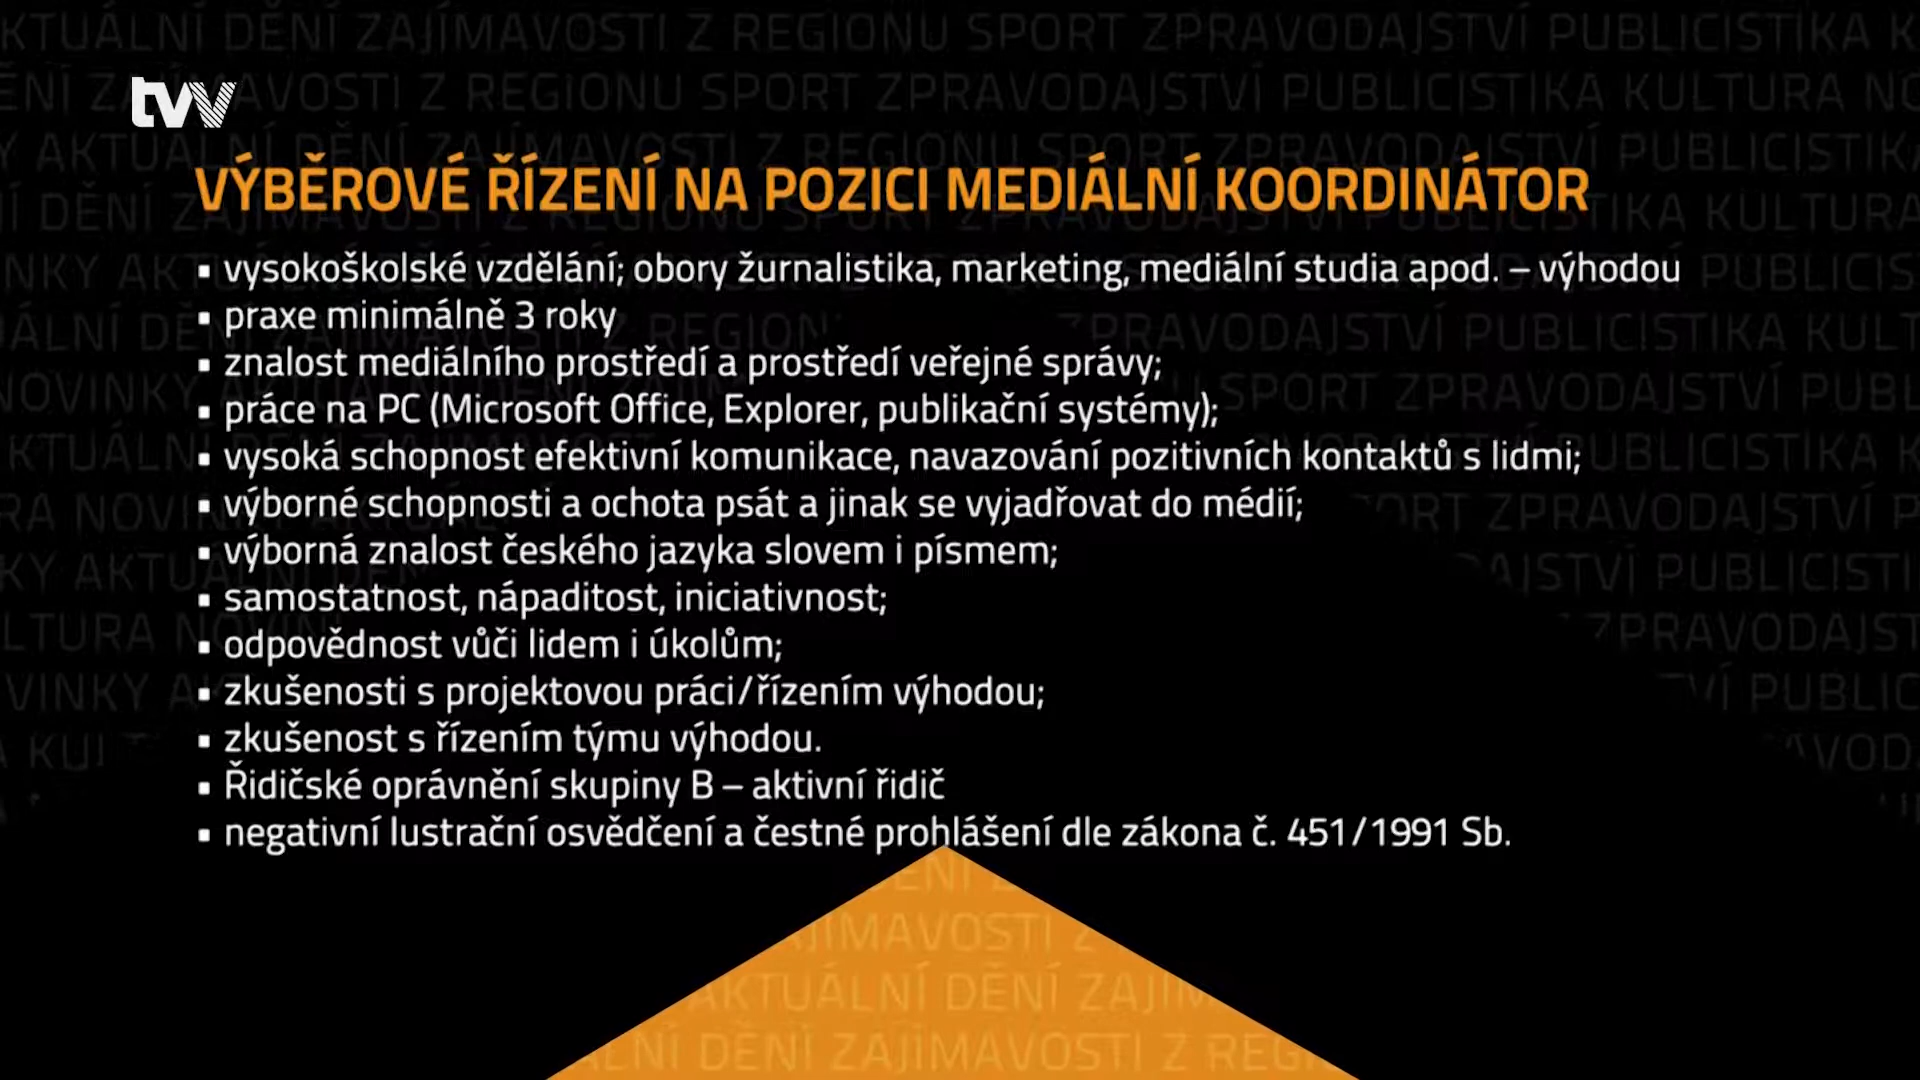 tvv
VÝBĚROVÉ ŘÍZENÍ NA POZICI MEDIÁLNÍ KOORDINÁTOR
▪ vysokoškolské vzdělání; obory žurnalistika, marketing, mediální studia apod. – výhodou
▪ praxe minimálně 3 roky
▪ znalost mediálního prostředí a prostředí veřejné správy;
▪ práce na PC (Microsoft Office, Explorer, publikační systémy);
▪ vysoká schopnost efektivní komunikace, navazování pozitivních kontaktů s lidmi;
▪ výborné schopnosti a ochota psát a jinak se vyjadřovat do médií;
▪ výborná znalost českého jazyka slovem i písmem;
▪ samostatnost, nápaditost, iniciativnost;
▪ odpovědnost vůči lidem i úkolům;
▪ zkušenosti s projektovou práci/řízením výhodou;
▪ zkušenost s řízením týmu výhodou.
▪ Řidičské oprávnění skupiny B – aktivní řidič
▪ negativní lustrační osvědčení a čestné prohlášení dle zákona č. 451/1991 Sb.